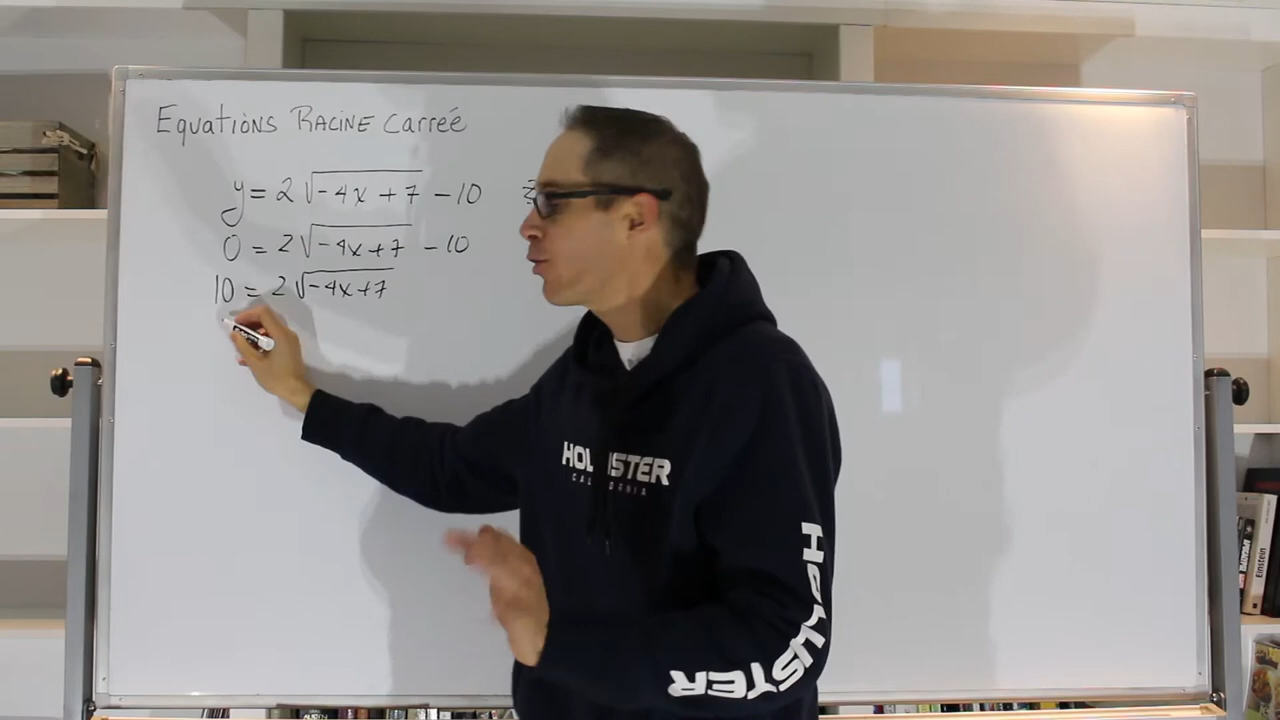 Equations Racine Carrée
y = 2√(-4x + 7) - 10
0 = 2√(-4x + 7) - 10
10 = 2√(-4x + 7)
HOLLISTER
CALIFORNIA
HOLLISTER
Einstein